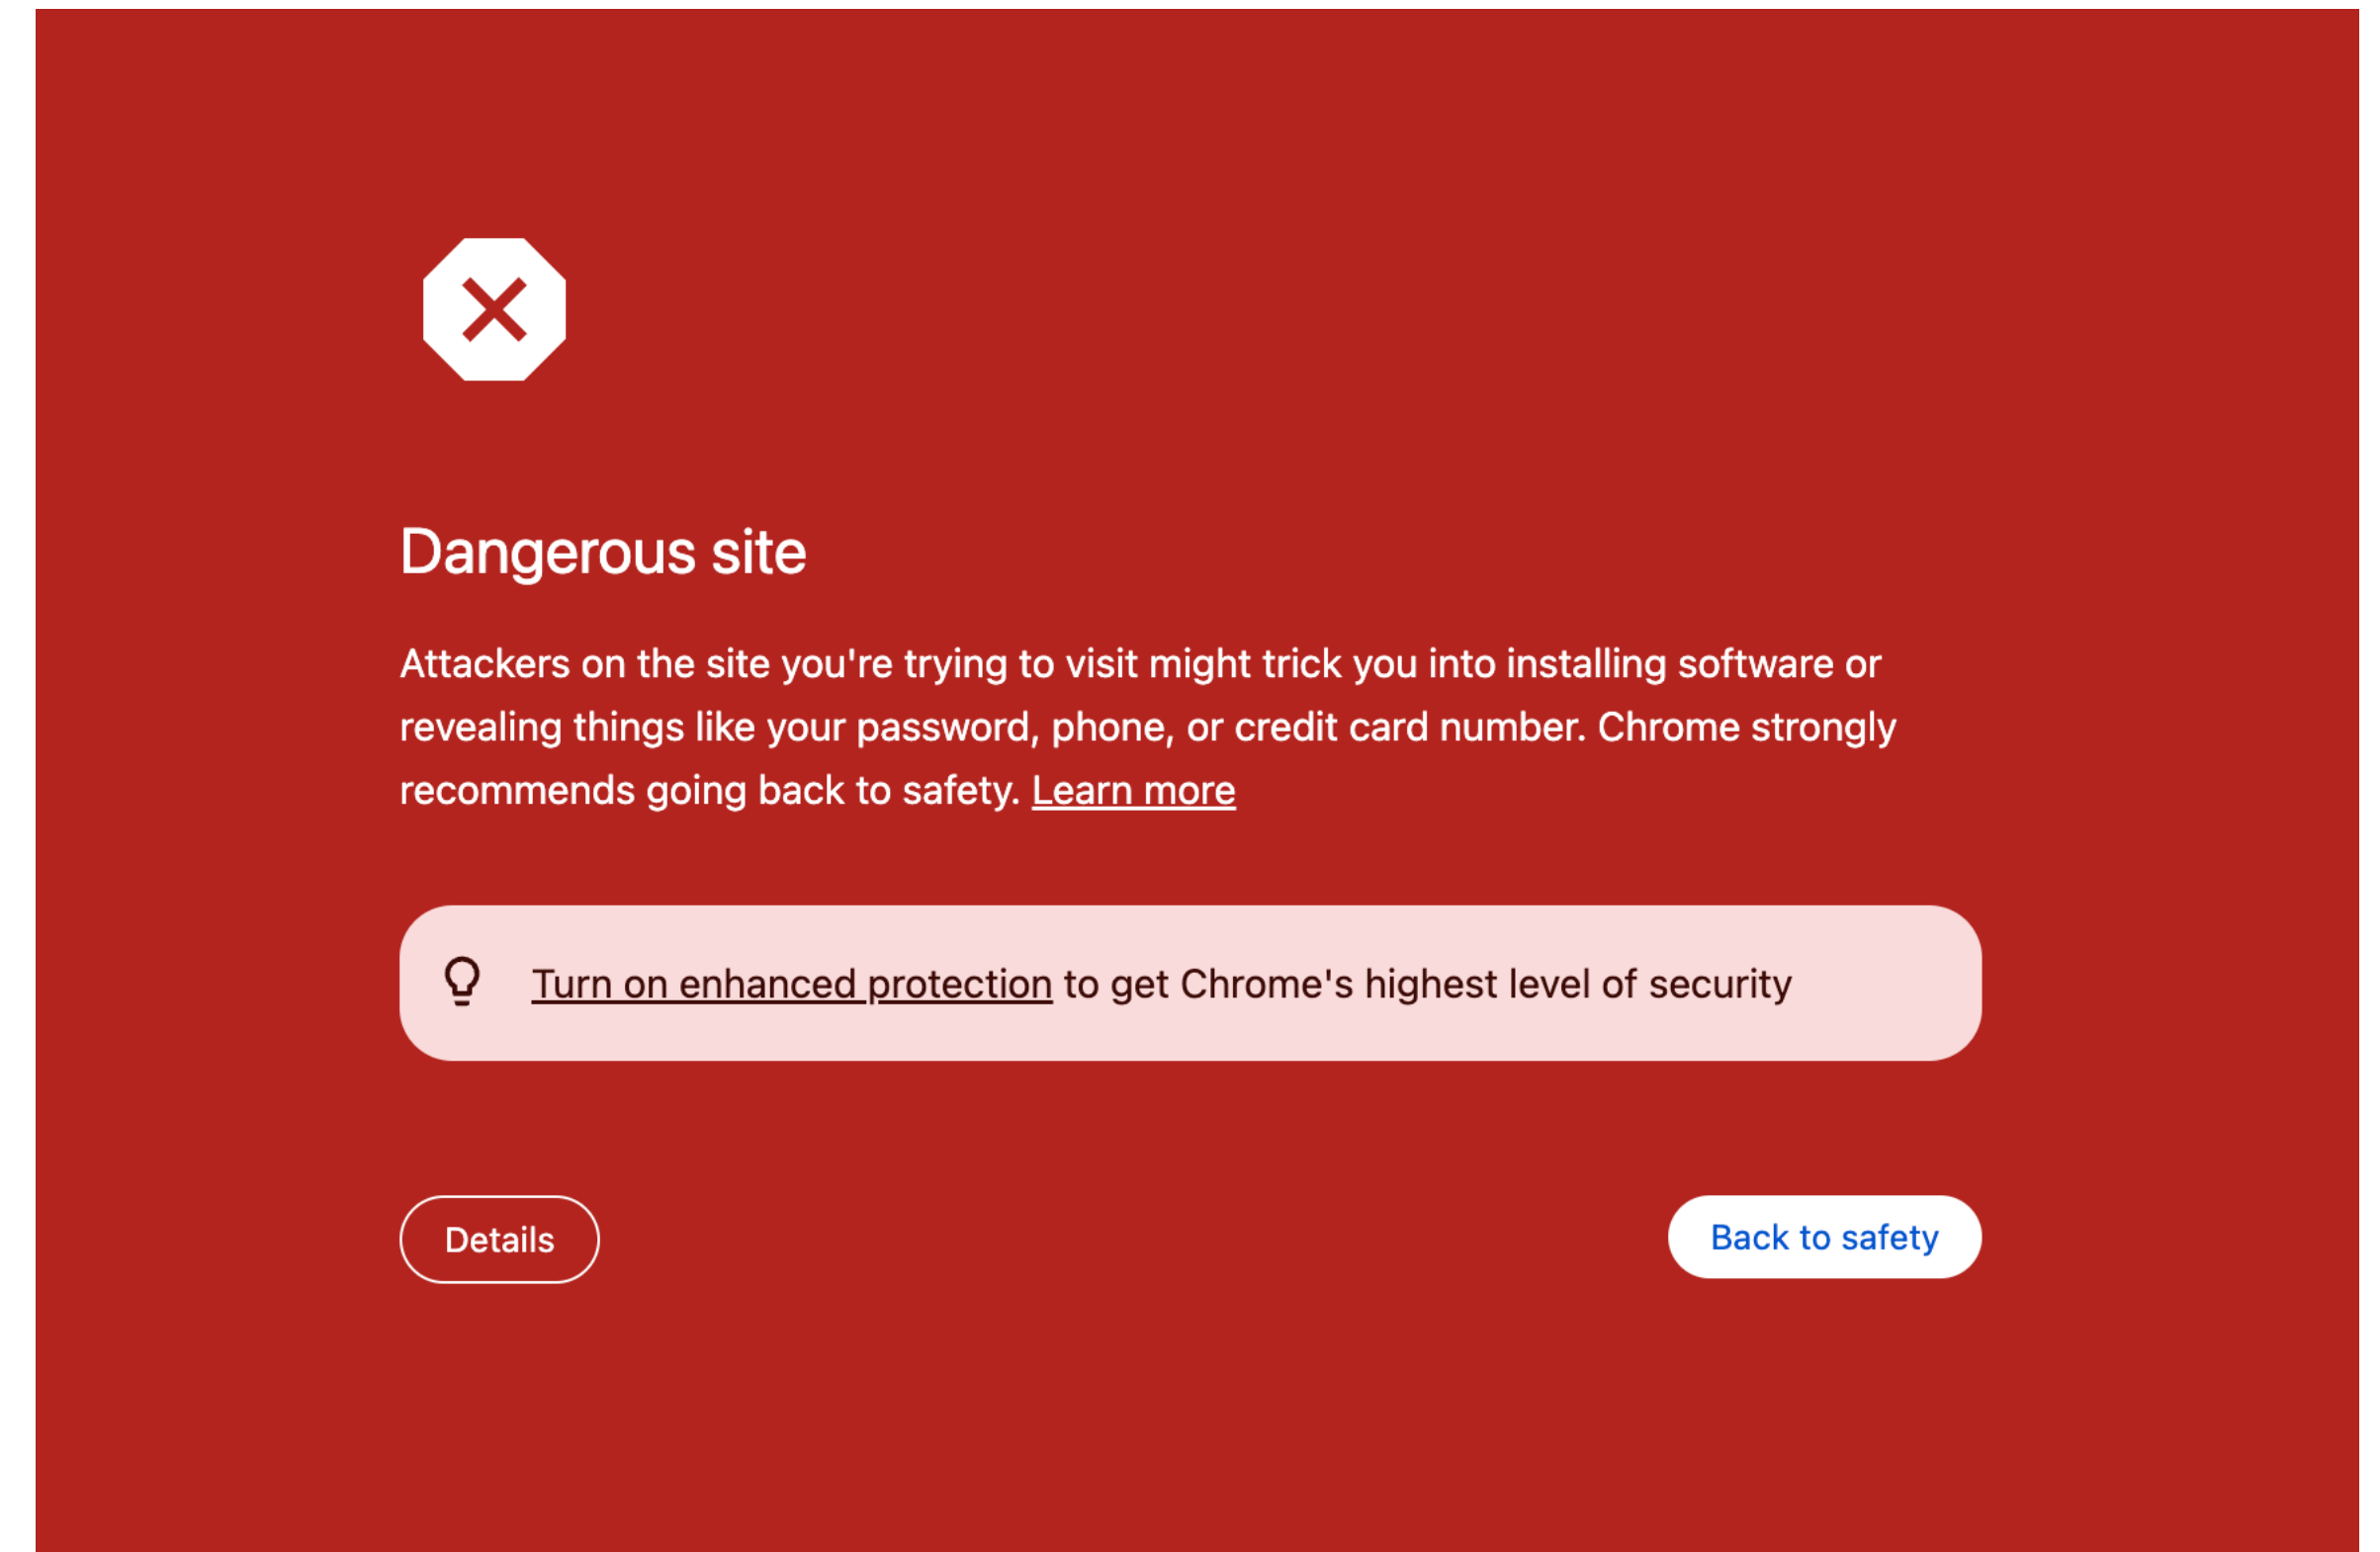 Dangerous site
Attackers on the site you're trying to visit might trick you into installing software or
revealing things like your password, phone, or credit card number. Chrome strongly
recommends going back to safety. Learn more
Turn on enhanced protection to get Chrome's highest level of security
Details
Back to safety